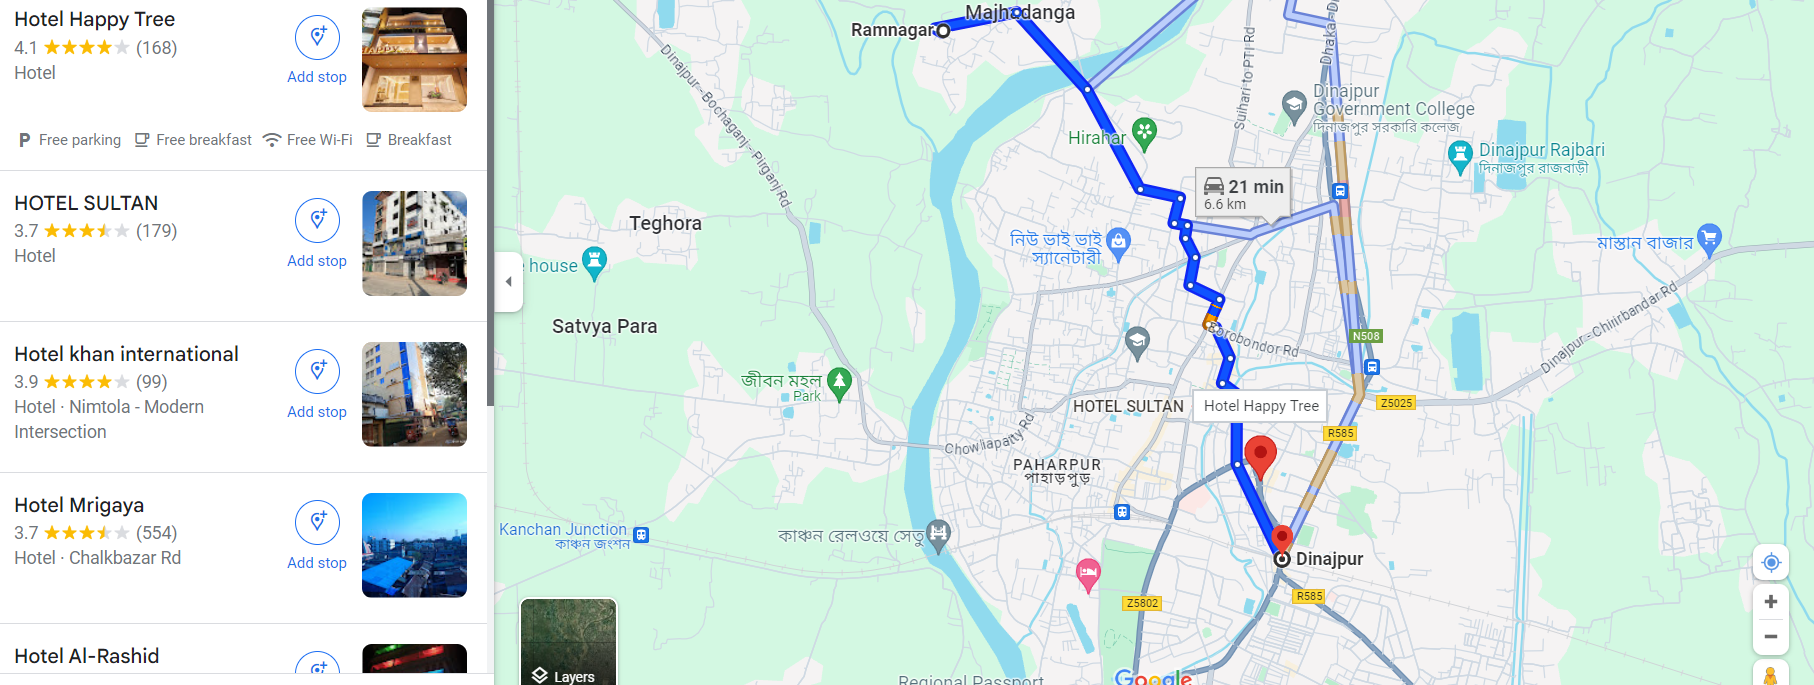 Hotel Happy Tree
4.1 (168)
Hotel
Add stop
Free parking Free breakfast Free Wi-Fi Breakfast
HOTEL SULTAN
3.7 (179)
Hotel
Add stop
Hotel khan international
3.9 (99)
Hotel · Nimtola - Modern
Intersection
Add stop
Hotel Mrigaya
3.7 (554)
Hotel · Chalkbazar Rd
Add stop
Hotel Al-Rashid
Majhadanga
Ramnagar
Dinajpur - Bochaganj - Pirganj Rd
Suihari to PTI Rd
Dhaka-D
Dinajpur
Government College
দিনাজপুর সরকারি কলেজ
Hirahar
Dinajpur Rajbari
দিনাজপুর রাজবাড়ী
21 min
6.6 km
Teghora
নিউ ভাই ভাই
স্যানেটারী
মাস্তান বাজার
e house
Satvya Para
Borobondor Rd
N508
Dinajpur - Chirirbandar Rd
জীবন মহল
Park
HOTEL SULTAN
Hotel Happy Tree
Z5025
R585
Chowliapatty Rd
PAHARPUR
পাহাড়পুর
Kanchan Junction
কাঞ্চন জংশন
কাঞ্চন রেলওয়ে সেতু
Dinajpur
R585
Z5802
Layers
Regional Passport
Google